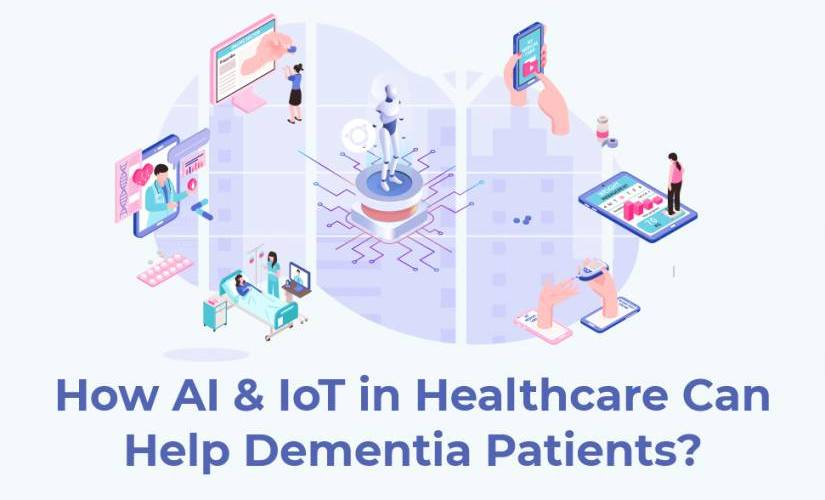 How AI & IoT in Healthcare Can
Help Dementia Patients?